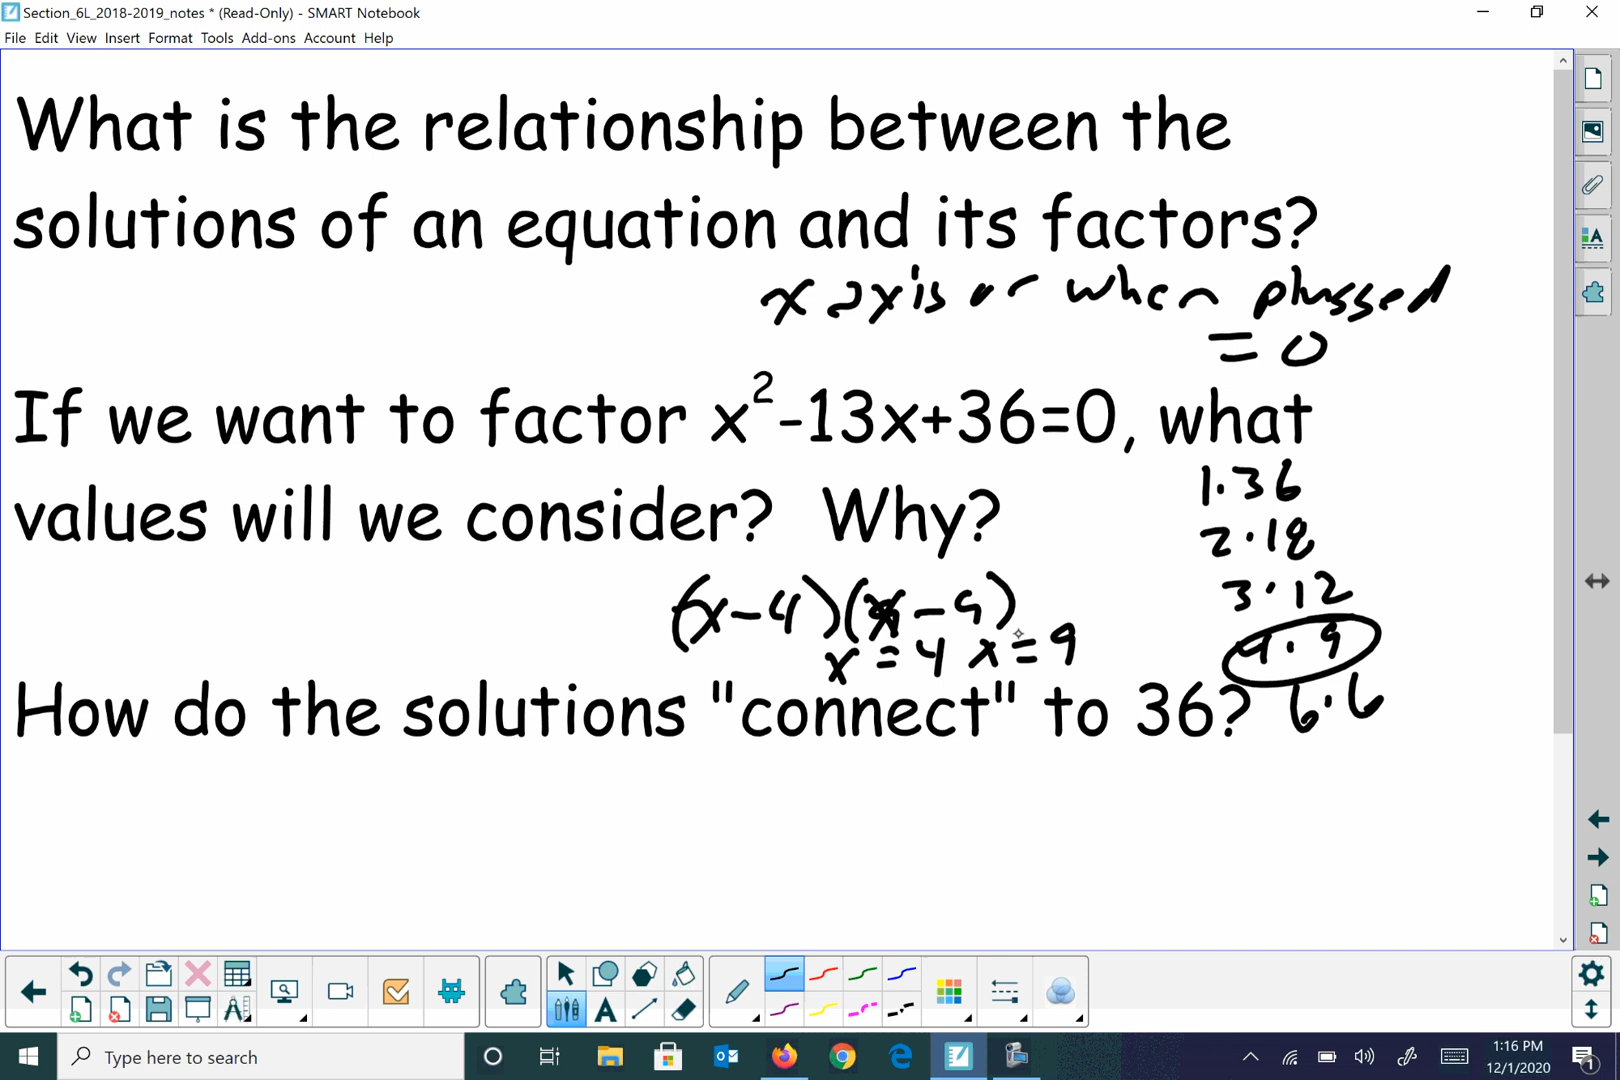 Section_6L_2018-2019_notes * (Read-Only) - SMART Notebook
File Edit View Insert Format Tools Add-ons Account Help
What is the relationship between the
solutions of an equation and its factors?
x axis or when plussed
= 0
If we want to factor x²-13x+36=0, what
values will we consider? Why?
1·36
2·18
3·12
4·9
6·6
(x-4)(x-9)
x=4 x=9
How do the solutions "connect" to 36?
Type here to search
1:16 PM
12/1/2020